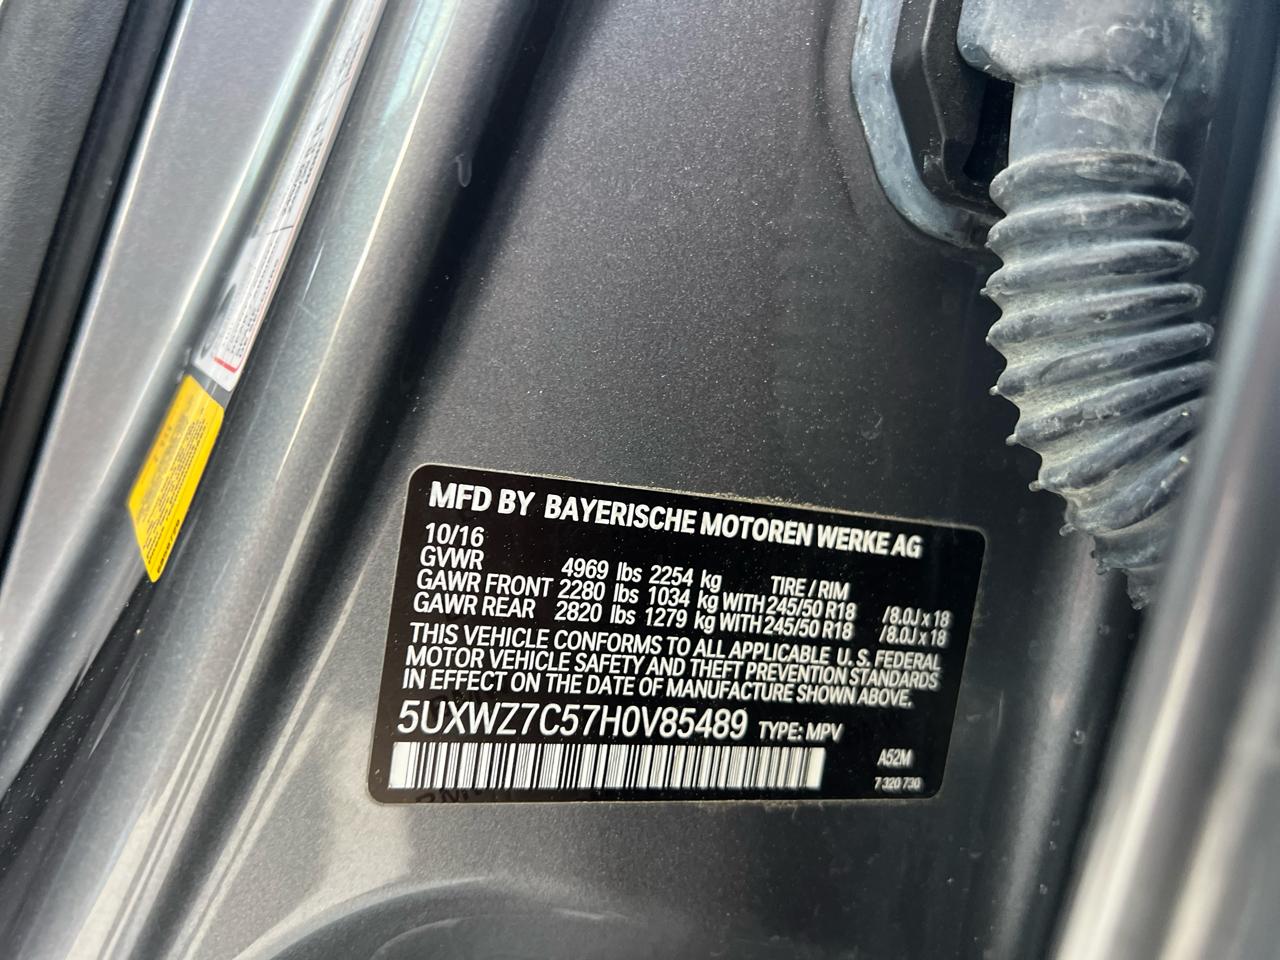 MFD BY BAYERISCHE MOTOREN WERKE AG
10/16
GVWR 4969 lbs 2254 kg TIRE / RIM
GAWR FRONT 2280 lbs 1034 kg WITH 245/50 R18 / 8.0J x 18
GAWR REAR 2820 lbs 1279 kg WITH 245/50 R18 / 8.0J x 18
THIS VEHICLE CONFORMS TO ALL APPLICABLE U.S. FEDERAL
MOTOR VEHICLE SAFETY AND THEFT PREVENTION STANDARDS
IN EFFECT ON THE DATE OF MANUFACTURE SHOWN ABOVE.
5UXWZ7C57H0V85489 TYPE: MPV
A52M
7 320 730